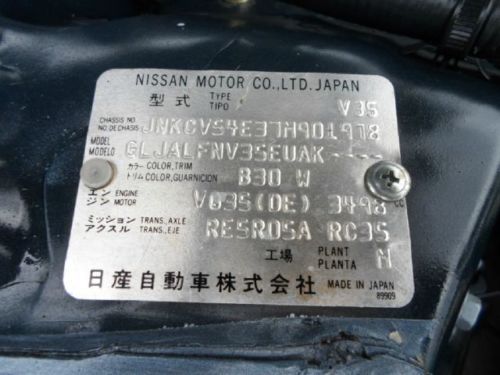 NISSAN MOTOR CO.,LTD.JAPAN
型式 TYPE TIPO V35
CHASSIS NO NO.DECHASIS JNKCV54E37M901978
MODEL MODELO GLJALFNV35EUAK----
カラー COLOR,TRIM トリム COLOR,GUARNICION B30 W
エンジン ENGINE MOTOR VQ35(DE) 3498 CC
ミッション TRANS.,AXLE アクスル TRANS.,EJE RE5R05A RC35
工場 PLANT PLANTA M
日産自動車株式会社 MADE IN JAPAN
89909